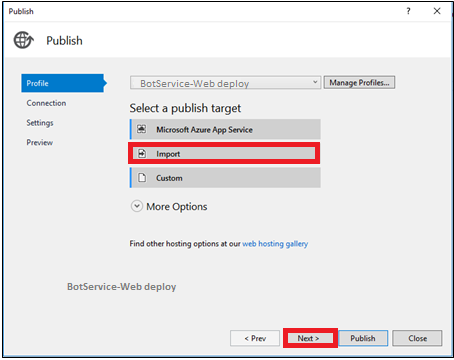 Publish
Publish
Profile
Connection
Settings
Preview
BotService-Web deploy
Manage Profiles...
Select a publish target
Microsoft Azure App Service
Import
Custom
More Options
Find other hosting options at our web hosting gallery
BotService-Web deploy
< Prev
Next >
Publish
Close